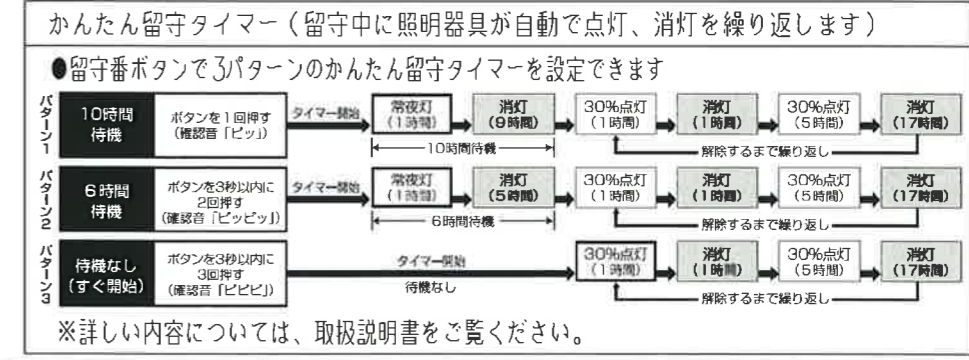 かんたん留守タイマー(留守中に照明器具が自動で点灯、消灯を繰り返します)
●留守番ボタンで3パターンのかんたん留守タイマーを設定できます
パターン1
10時間
待機
ボタンを1回押す
(確認音「ピッ」)
タイマー開始
常夜灯
(1時間)
消灯
(9時間)
30%点灯
(1時間)
消灯
(1時間)
30%点灯
(5時間)
消灯
(17時間)
10時間待機
解除するまで繰り返し
パターン2
6時間
待機
ボタンを3秒以内に
2回押す
(確認音「ピッピッ」)
タイマー開始
常夜灯
(1時間)
消灯
(5時間)
30%点灯
(1時間)
消灯
(1時間)
30%点灯
(5時間)
消灯
(17時間)
6時間待機
解除するまで繰り返し
パターン3
待機なし
(すぐ開始)
ボタンを3秒以内に
3回押す
(確認音「ピピピ」)
タイマー開始
待機なし
30%点灯
(1時間)
消灯
(1時間)
30%点灯
(5時間)
消灯
(17時間)
解除するまで繰り返し
※詳しい内容については、取扱説明書をご覧ください。